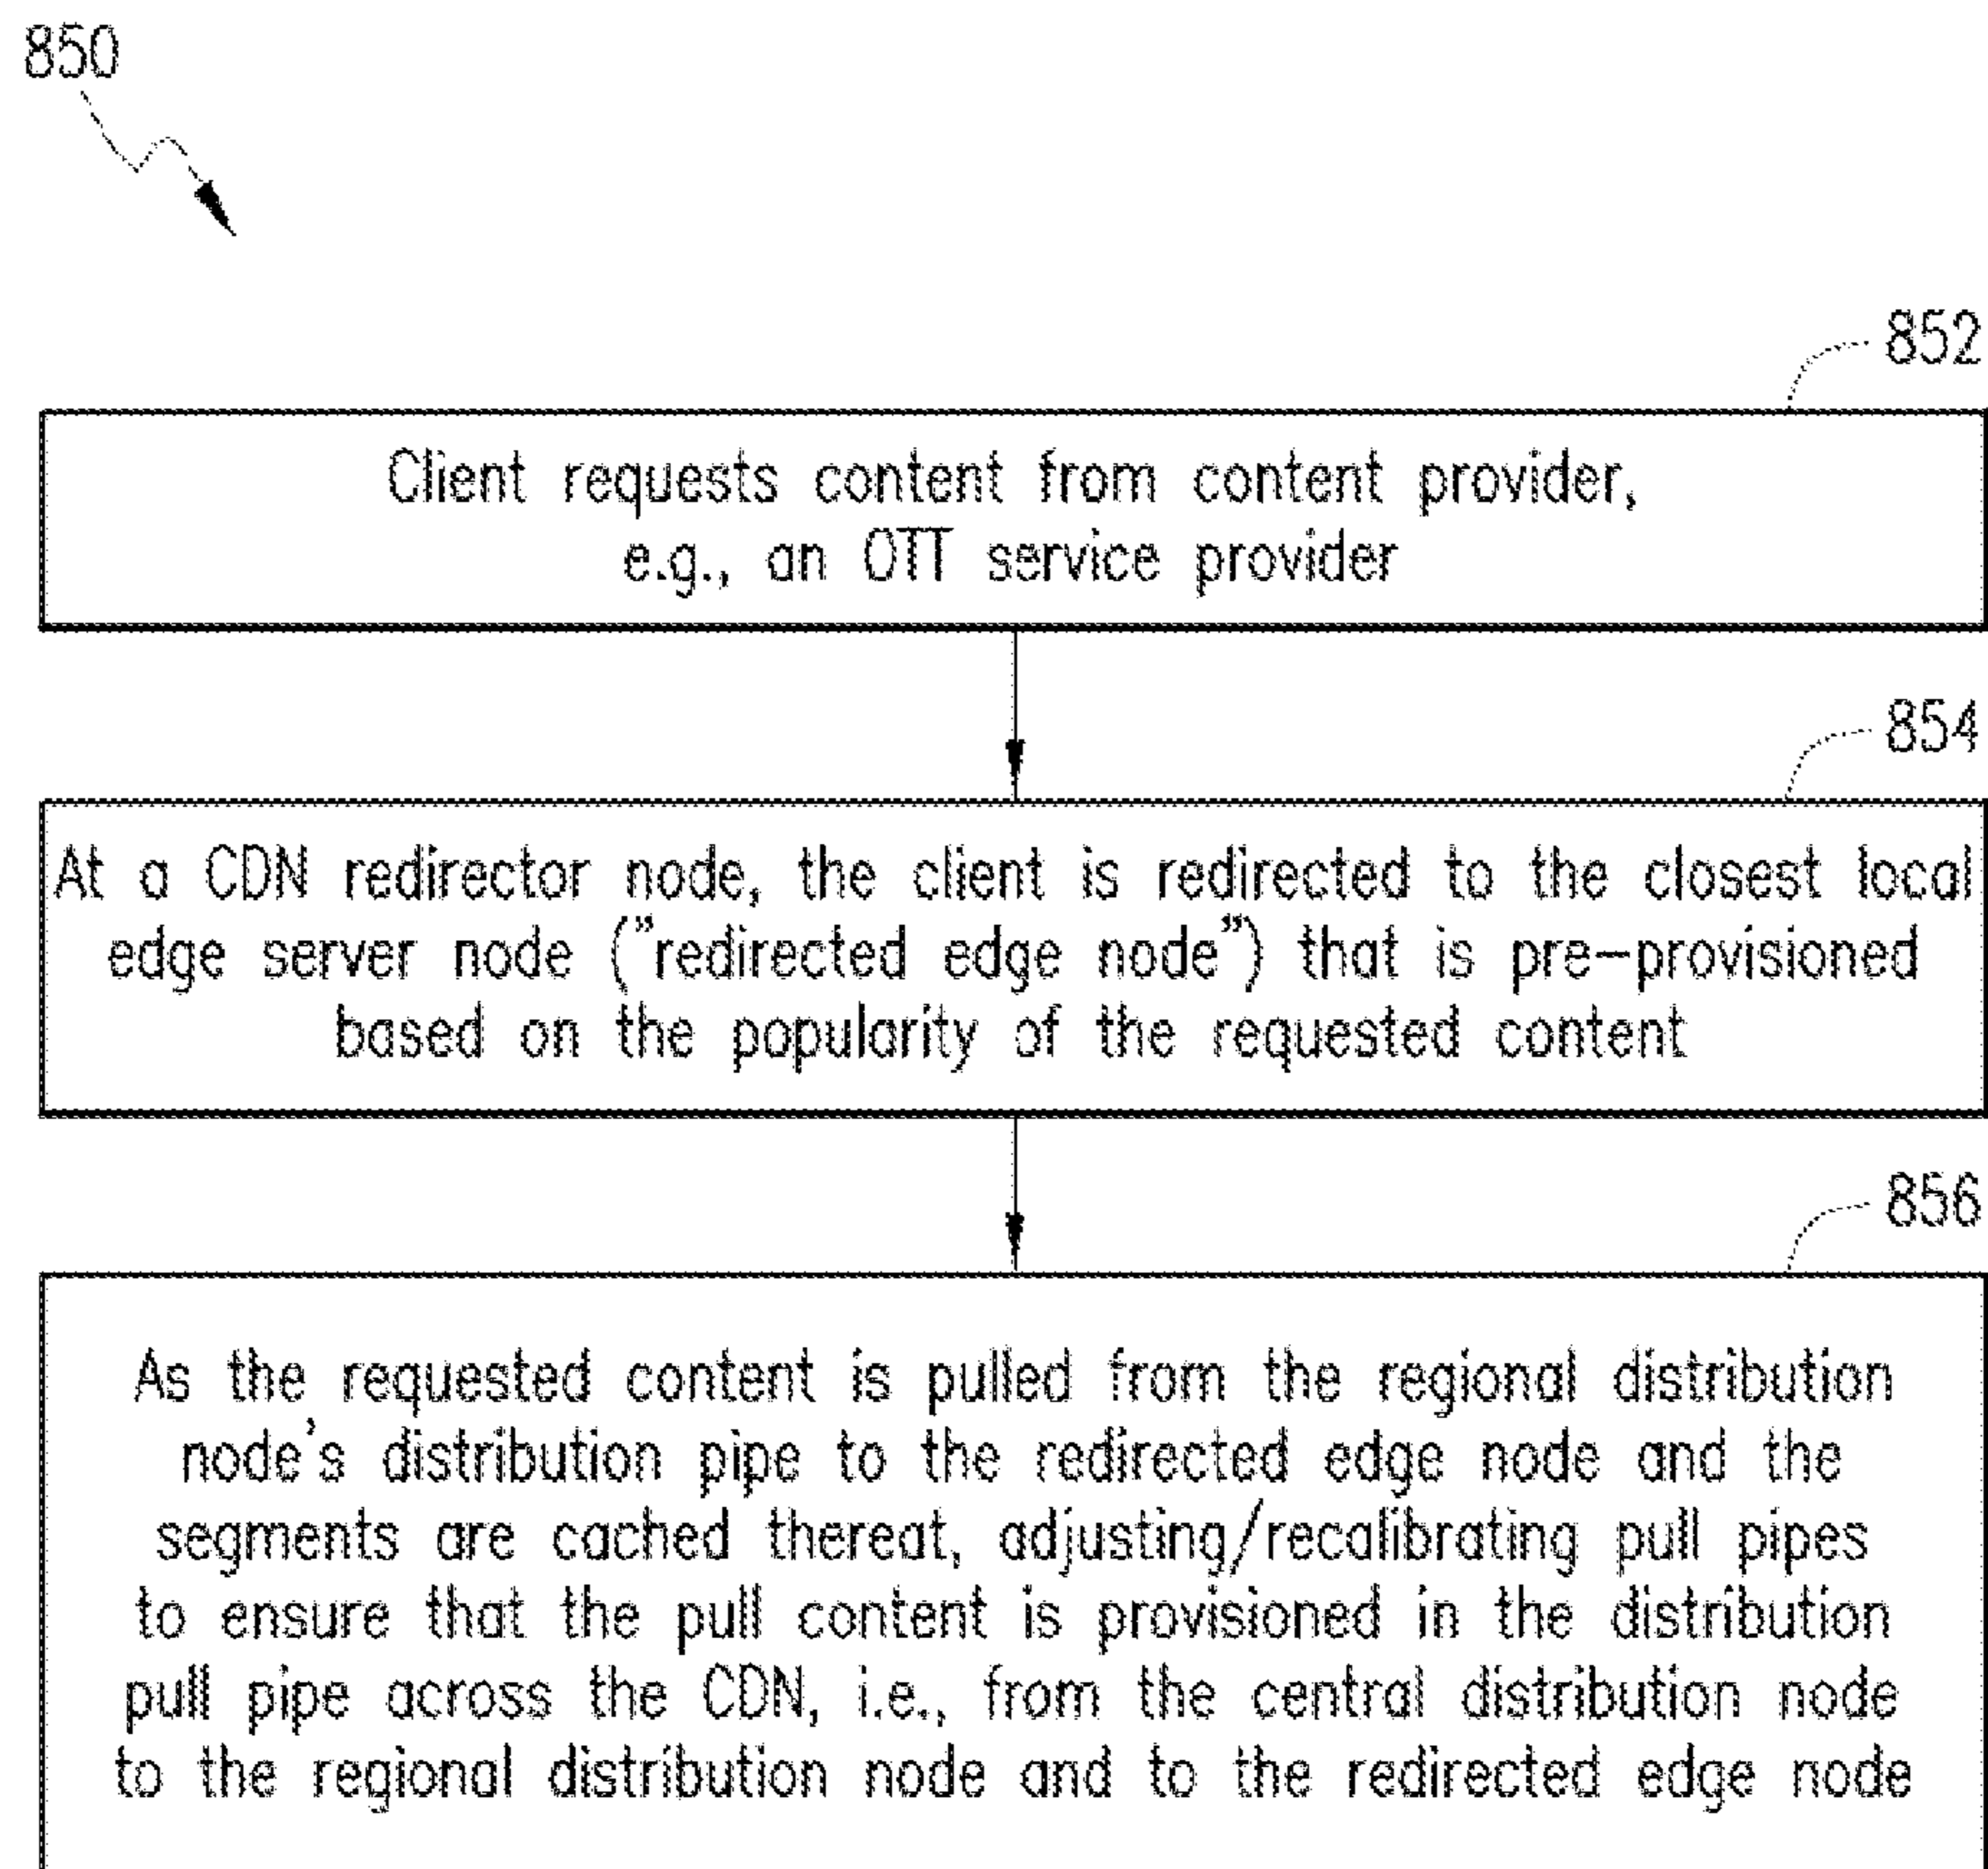 850
852
Client requests content from content provider,
e.g., an OTT service provider
854
At a CDN redirector node, the client is redirected to the closest local
edge server node ("redirected edge node") that is pre-provisioned
based on the popularity of the requested content
856
As the requested content is pulled from the regional distribution
node's distribution pipe to the redirected edge node and the
segments are cached thereat, adjusting/recalibrating pull pipes
to ensure that the pull content is provisioned in the distribution
pull pipe across the CDN, i.e., from the central distribution node
to the regional distribution node and to the redirected edge node